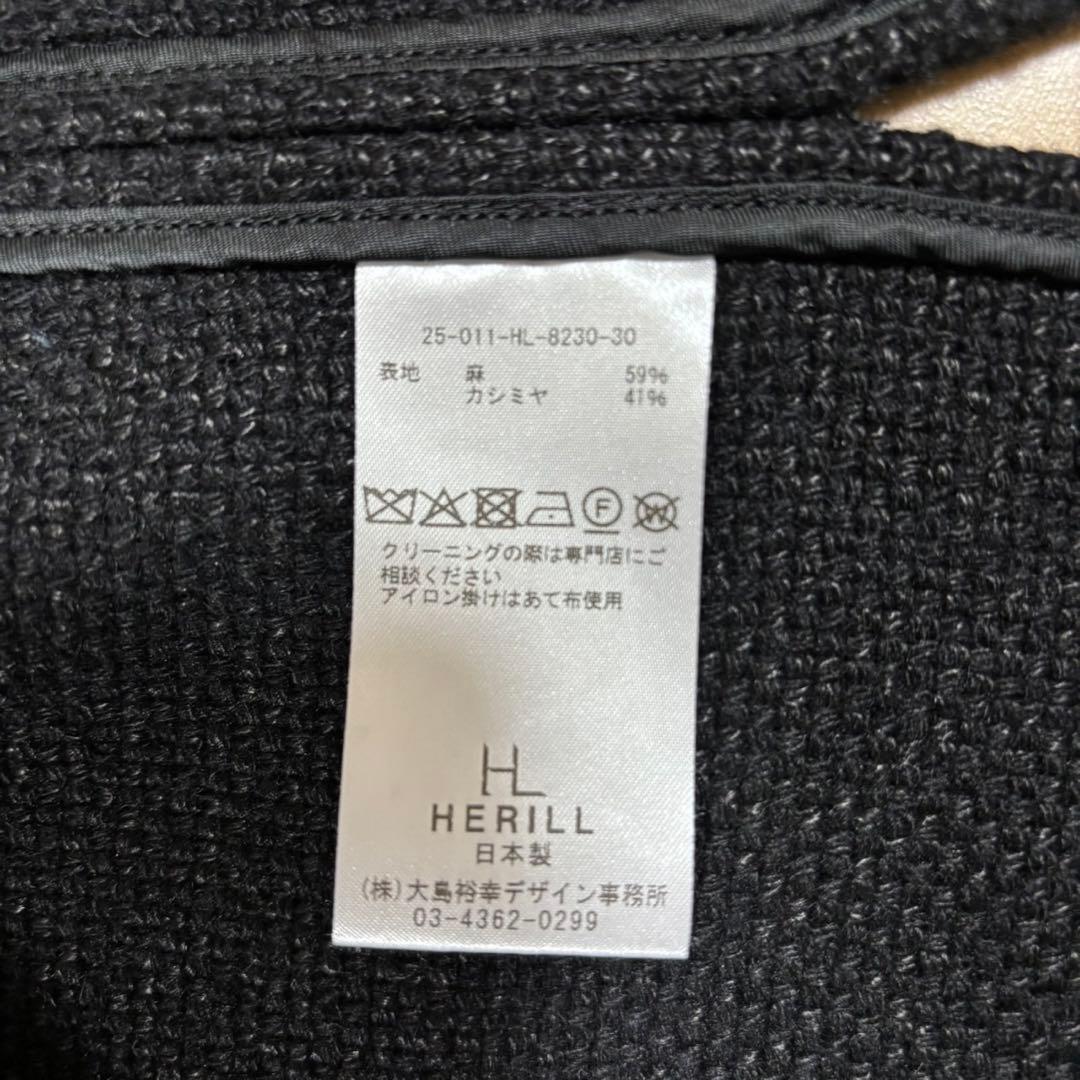 25-011-HL-8230-30
表地 麻 59%
カシミヤ 41%
F W
クリーニングの際は専門店にご
相談ください
アイロン掛けはあて布使用
HL
HERILL
日本製
(株)大島裕幸デザイン事務所
03-4362-0299